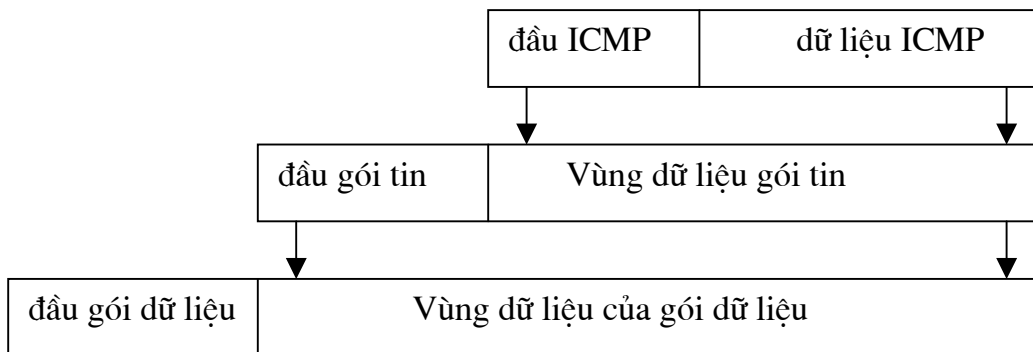 đầu ICMP dữ liệu ICMP
đầu gói tin Vùng dữ liệu gói tin
đầu gói dữ liệu Vùng dữ liệu của gói dữ liệu